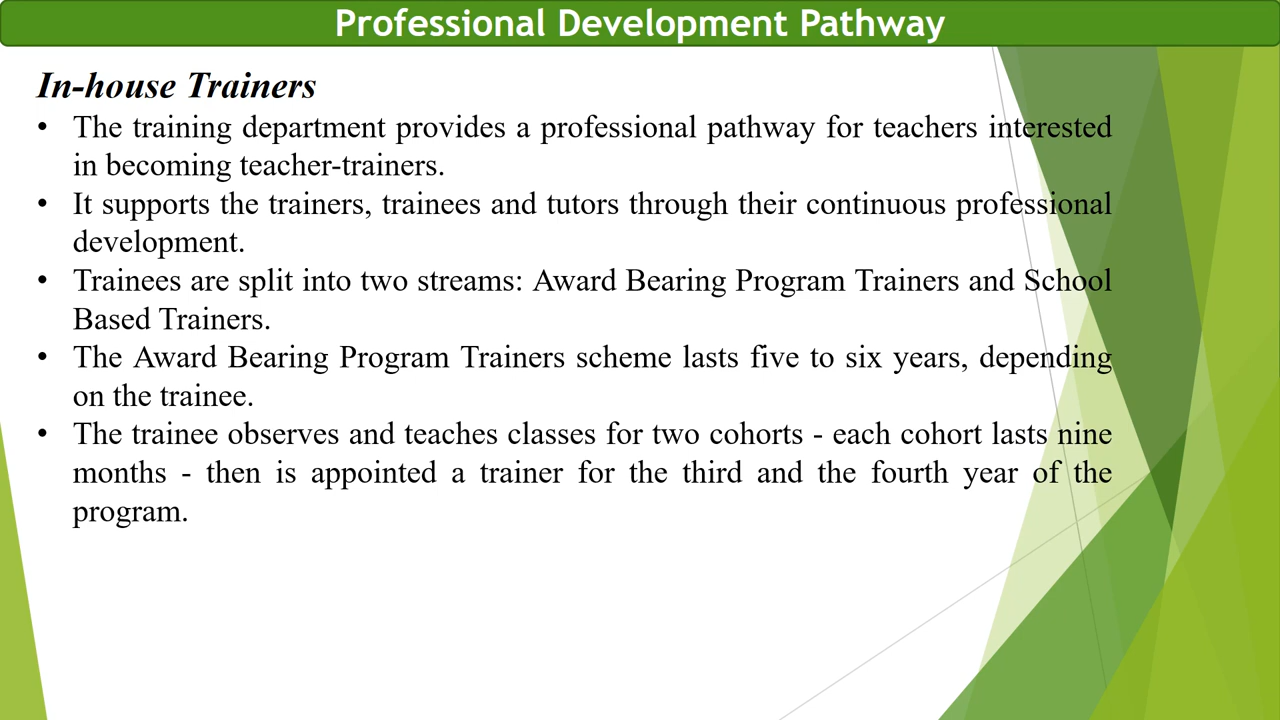 Professional Development Pathway
In-house Trainers
• The training department provides a professional pathway for teachers interested
in becoming teacher-trainers.
• It supports the trainers, trainees and tutors through their continuous professional
development.
• Trainees are split into two streams: Award Bearing Program Trainers and School
Based Trainers.
• The Award Bearing Program Trainers scheme lasts five to six years, depending
on the trainee.
• The trainee observes and teaches classes for two cohorts - each cohort lasts nine
months - then is appointed a trainer for the third and the fourth year of the
program.